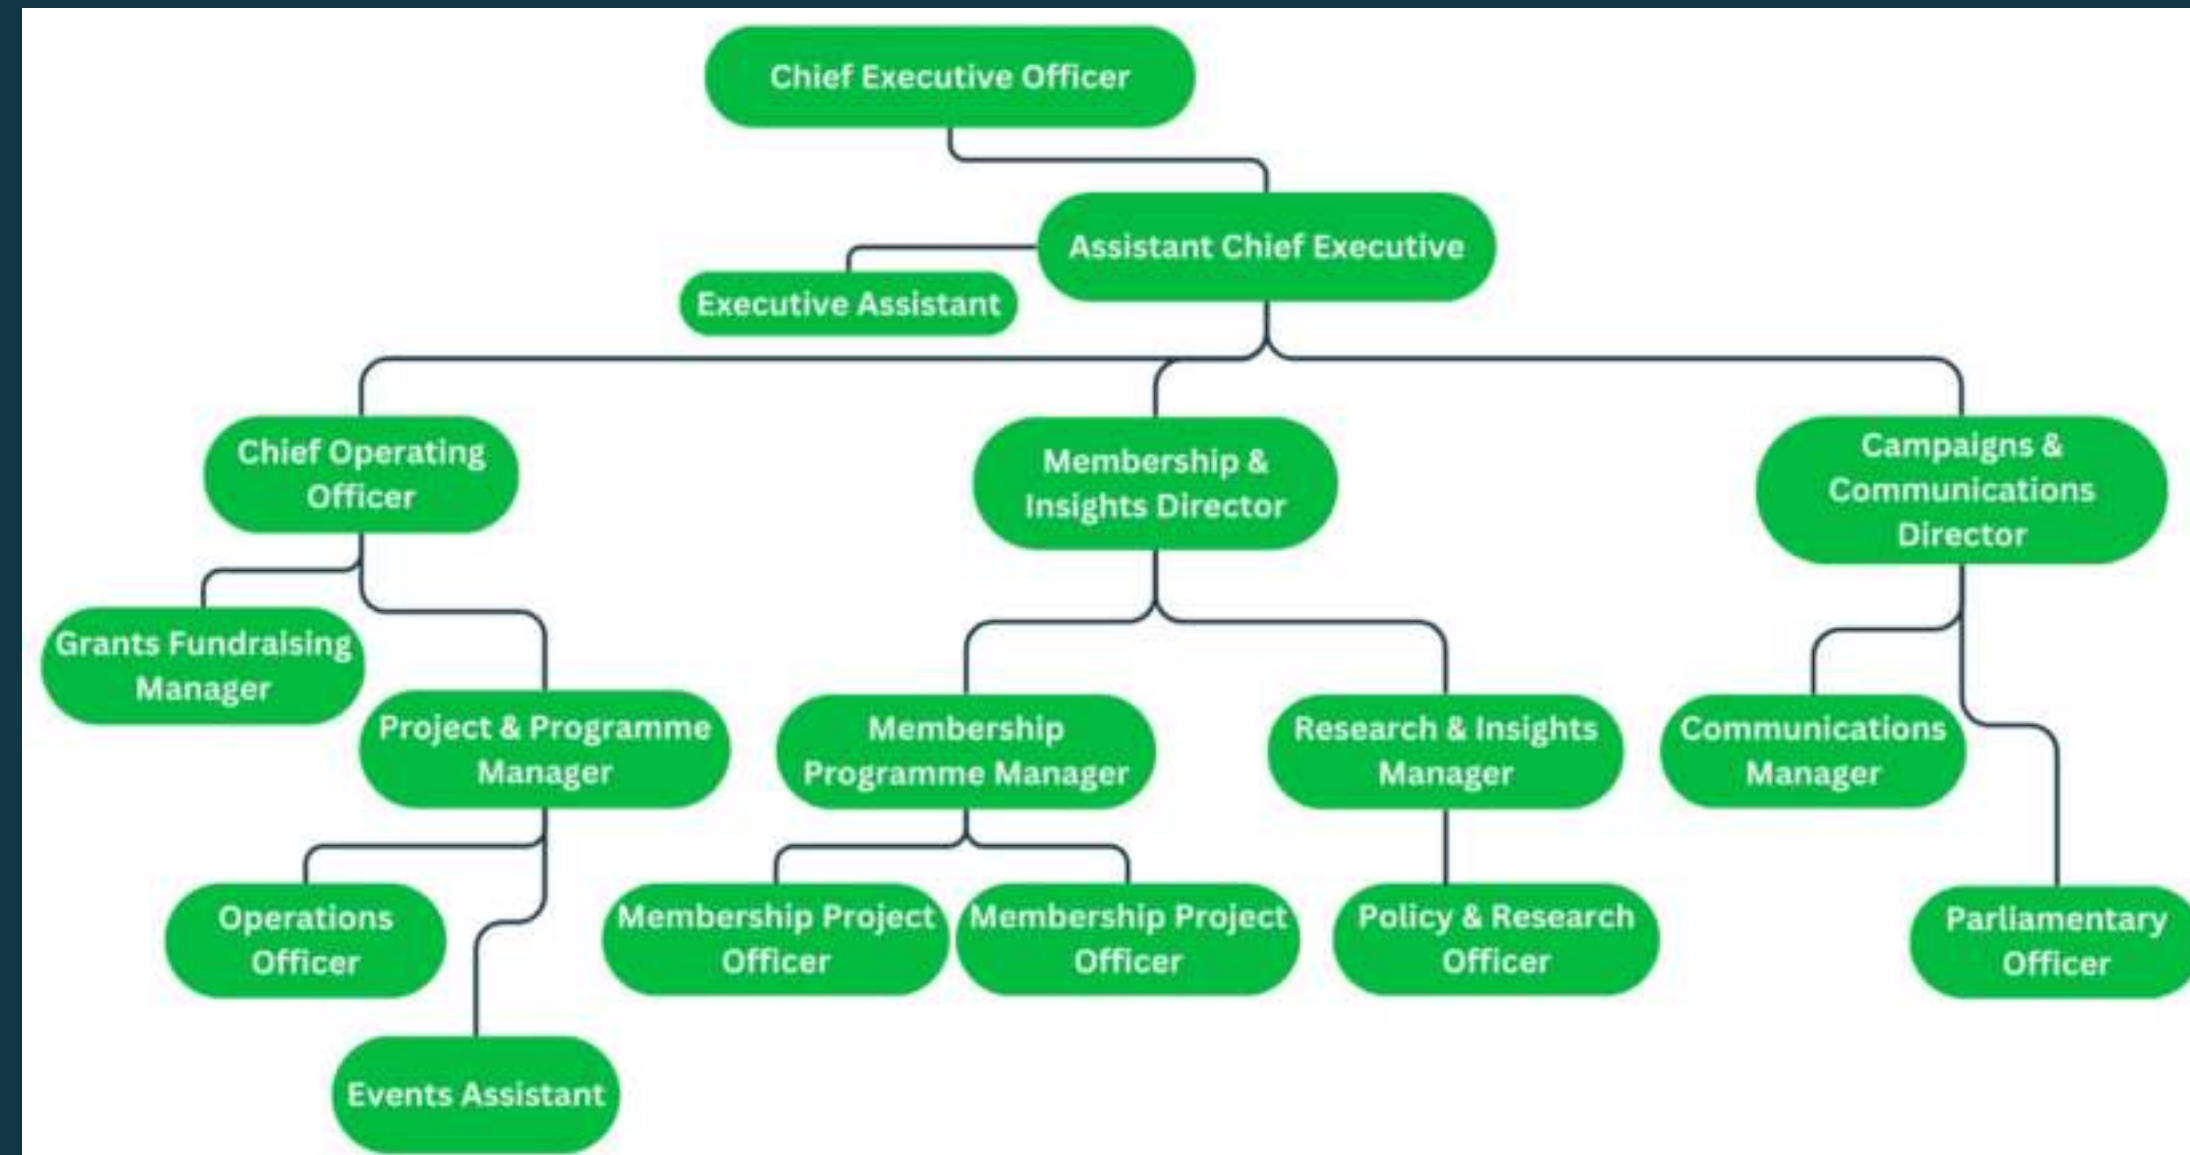 Chief Executive Officer
Assistant Chief Executive
Executive Assistant
Chief Operating
Officer
Membership &
Insights Director
Campaigns &
Communications
Director
Grants Fundraising
Manager
Project & Programme
Manager
Membership
Programme Manager
Research & Insights
Manager
Communications
Manager
Operations
Officer
Membership Project
Officer
Membership Project
Officer
Policy & Research
Officer
Parliamentary
Officer
Events Assistant